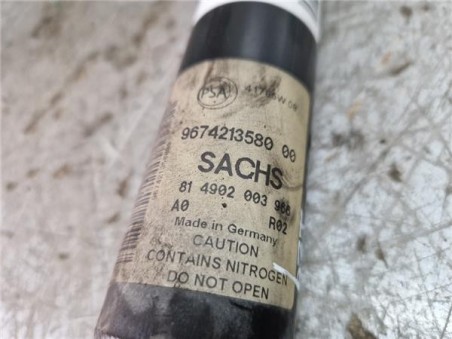 PSA
9674213580 00
SACHS
81 4902 003
A0 • R02
Made in Germany
CAUTION
CONTAINS NITROGEN
DO NOT OPEN